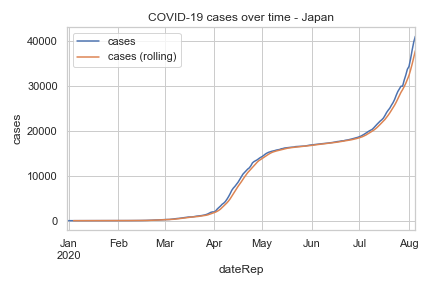 COVID-19 cases over time - Japan
cases
cases (rolling)
40000
30000
20000
10000
0
cases
Jan Feb Mar Apr May Jun Jul Aug
2020
dateRep